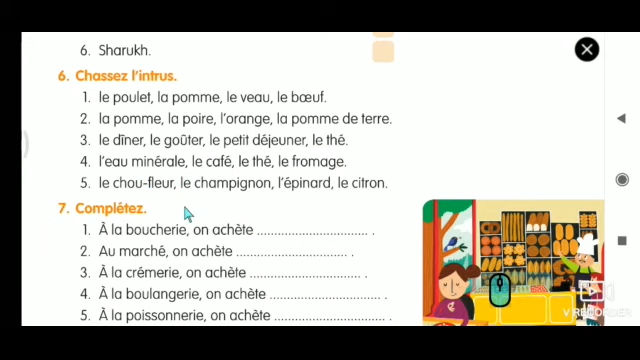 6. Sharukh.
6. Chassez l'intrus.
1. le poulet, la pomme, le veau, le bœuf.
2. la pomme, la poire, l'orange, la pomme de terre.
3. le dîner, le goûter, le petit déjeuner, le thé.
4. l'eau minérale, le café, le thé, le fromage.
5. le chou-fleur, le champignon, l'épinard, le citron.
7. Complétez.
1. À la boucherie, on achète .................................. .
2. Au marché, on achète .................................. .
3. À la crémerie, on achète .................................. .
4. À la boulangerie, on achète .................................. .
5. À la poissonnerie, on achète .................................. .
V RECORDER